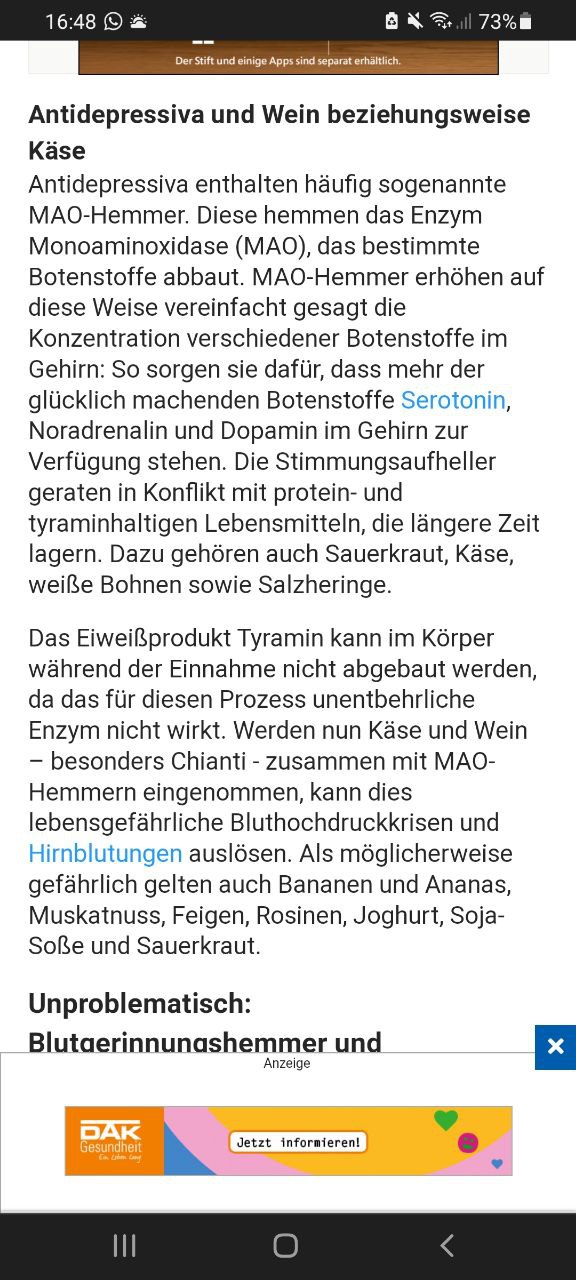 16:48
73%
Der Stift und einige Apps sind separat erhältlich.
Antidepressiva und Wein beziehungsweise
Käse
Antidepressiva enthalten häufig sogenannte
MAO-Hemmer. Diese hemmen das Enzym
Monoaminoxidase (MAO), das bestimmte
Botenstoffe abbaut. MAO-Hemmer erhöhen auf
diese Weise vereinfacht gesagt die
Konzentration verschiedener Botenstoffe im
Gehirn: So sorgen sie dafür, dass mehr der
glücklich machenden Botenstoffe Serotonin,
Noradrenalin und Dopamin im Gehirn zur
Verfügung stehen. Die Stimmungsaufheller
geraten in Konflikt mit protein- und
tyraminhaltigen Lebensmitteln, die längere Zeit
lagern. Dazu gehören auch Sauerkraut, Käse,
weiße Bohnen sowie Salzheringe.
Das Eiweißprodukt Tyramin kann im Körper
während der Einnahme nicht abgebaut werden,
da das für diesen Prozess unentbehrliche
Enzym nicht wirkt. Werden nun Käse und Wein
– besonders Chianti - zusammen mit MAO-
Hemmern eingenommen, kann dies
lebensgefährliche Bluthochdruckkrisen und
Hirnblutungen auslösen. Als möglicherweise
gefährlich gelten auch Bananen und Ananas,
Muskatnuss, Feigen, Rosinen, Joghurt, Soja-
Soße und Sauerkraut.
Unproblematisch:
Blutgerinnungshemmer und
Anzeige
DAK
Gesundheit
Ein Leben lang.
Jetzt informieren!